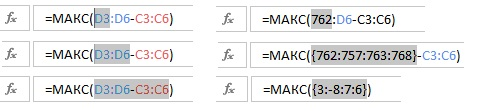 fx =МАКС(D3:D6-C3:C6)
fx =МАКС(762:D6-C3:C6)
fx =МАКС(D3:D6-C3:C6)
fx =МАКС({762:757:763:768}-C3:C6)
fx =МАКС(D3:D6-C3:C6)
fx =МАКС({3:-8:7:6})